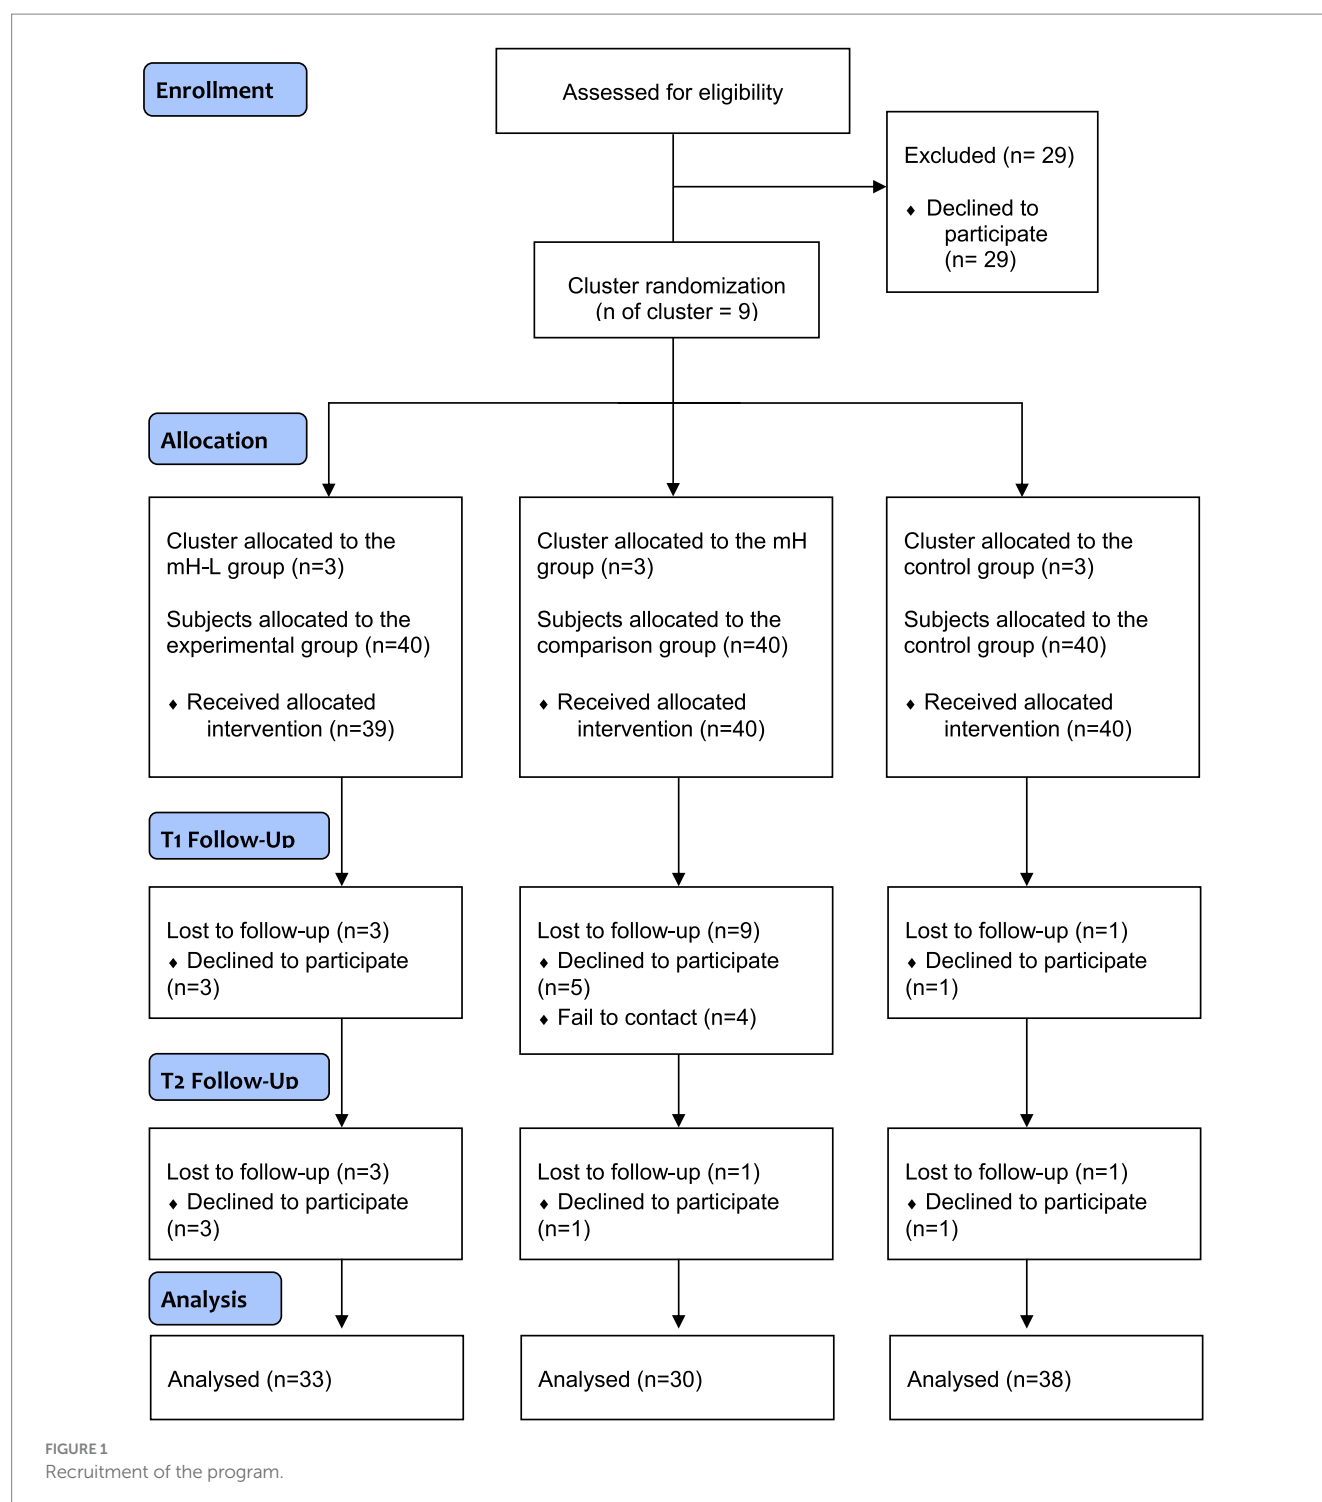 Enrollment
Assessed for eligibility
Excluded (n= 29)
♦ Declined to
participate
(n= 29)
Cluster randomization
(n of cluster = 9)
Allocation
Cluster allocated to the
mH-L group (n=3)
Subjects allocated to the
experimental group (n=40)
♦ Received allocated
intervention (n=39)
Cluster allocated to the mH
group (n=3)
Subjects allocated to the
comparison group (n=40)
♦ Received allocated
intervention (n=40)
Cluster allocated to the
control group (n=3)
Subjects allocated to the
control group (n=40)
♦ Received allocated
intervention (n=40)
T1 Follow-Up
Lost to follow-up (n=3)
♦ Declined to participate
(n=3)
Lost to follow-up (n=9)
♦ Declined to participate
(n=5)
♦ Fail to contact (n=4)
Lost to follow-up (n=1)
♦ Declined to participate
(n=1)
T2 Follow-Up
Lost to follow-up (n=3)
♦ Declined to participate
(n=3)
Lost to follow-up (n=1)
♦ Declined to participate
(n=1)
Lost to follow-up (n=1)
♦ Declined to participate
(n=1)
Analysis
Analysed (n=33)
Analysed (n=30)
Analysed (n=38)
FIGURE 1
Recruitment of the program.